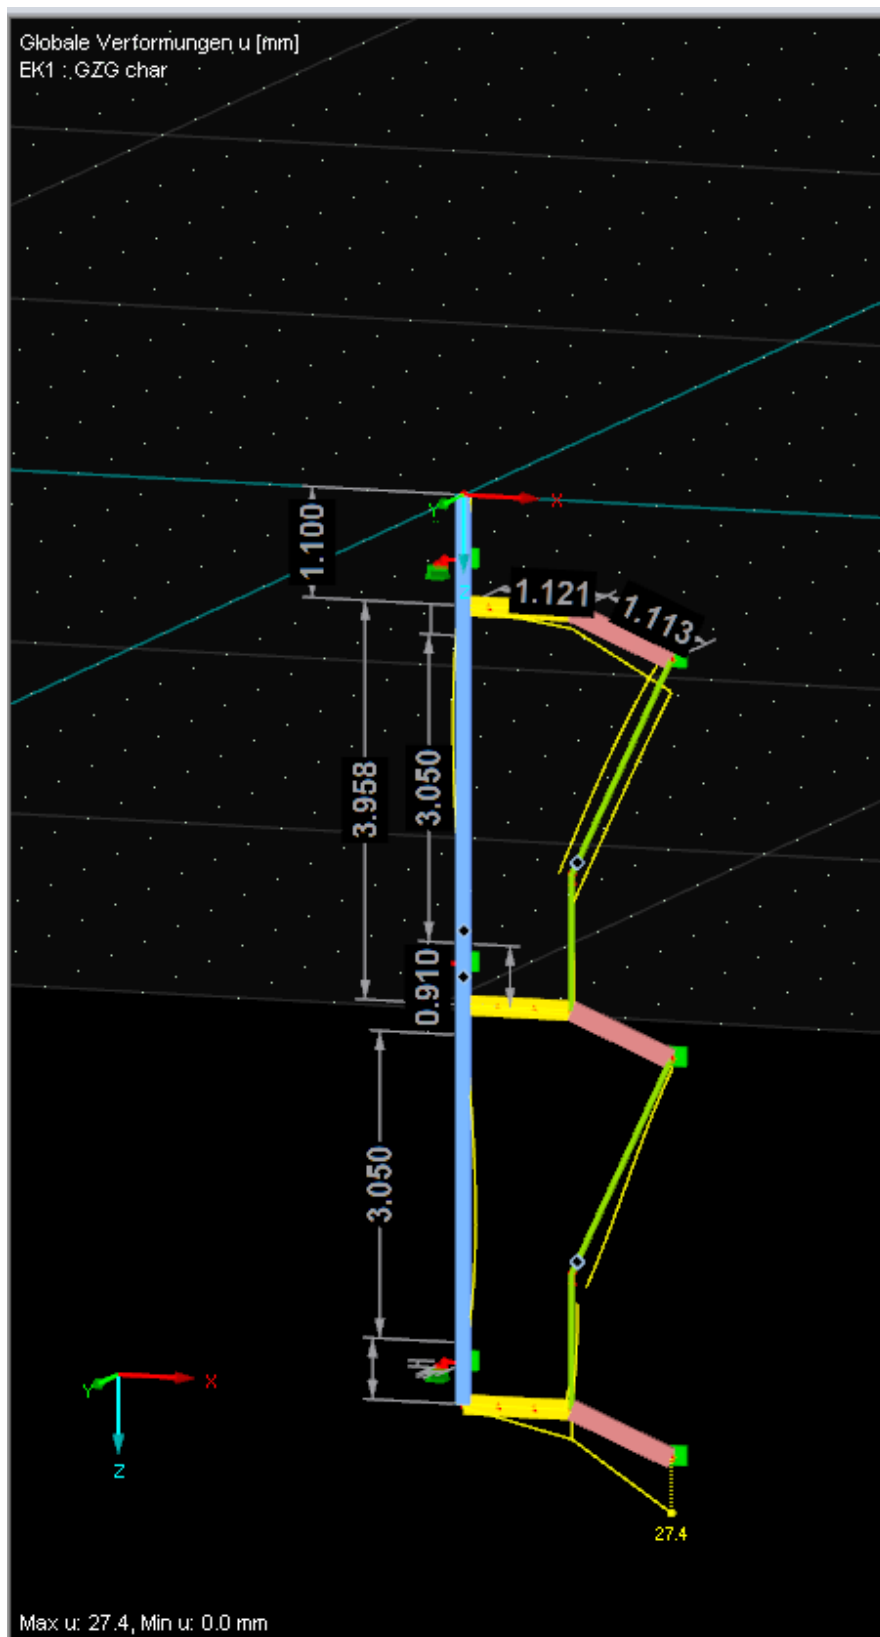 Globale Verformungen u [mm]
EK1 : GZG char
X
Y
1.100
1.121
1.113
3.958
3.050
0.910
3.050
Y
X
Z
27.4
Max u: 27.4, Min u: 0.0 mm